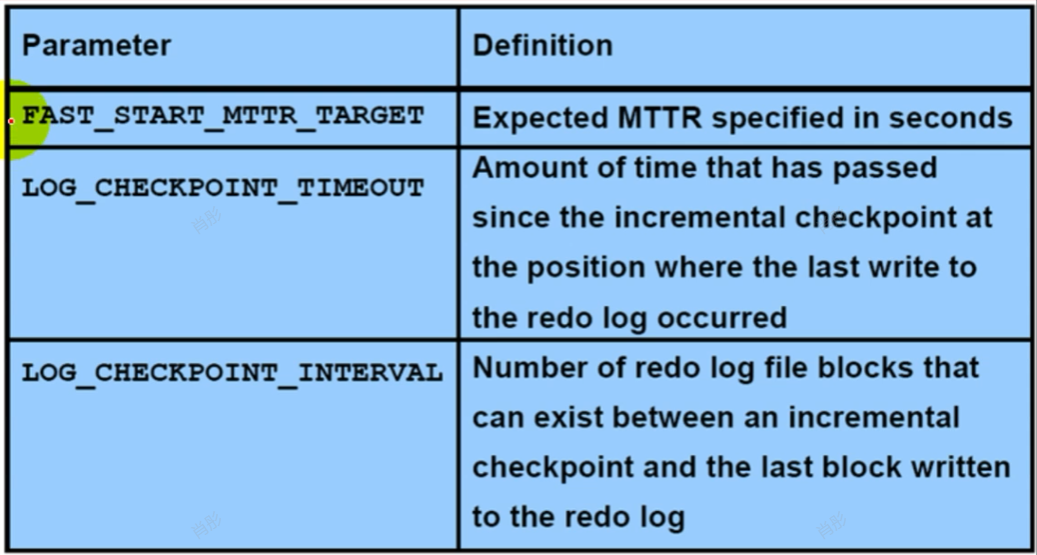 Parameter
Definition
FAST_START_MTTR_TARGET
Expected MTTR specified in seconds
LOG_CHECKPOINT_TIMEOUT
Amount of time that has passed
since the incremental checkpoint at
the position where the last write to
the redo log occurred
LOG_CHECKPOINT_INTERVAL
Number of redo log file blocks that
can exist between an incremental
checkpoint and the last block written
to the redo log